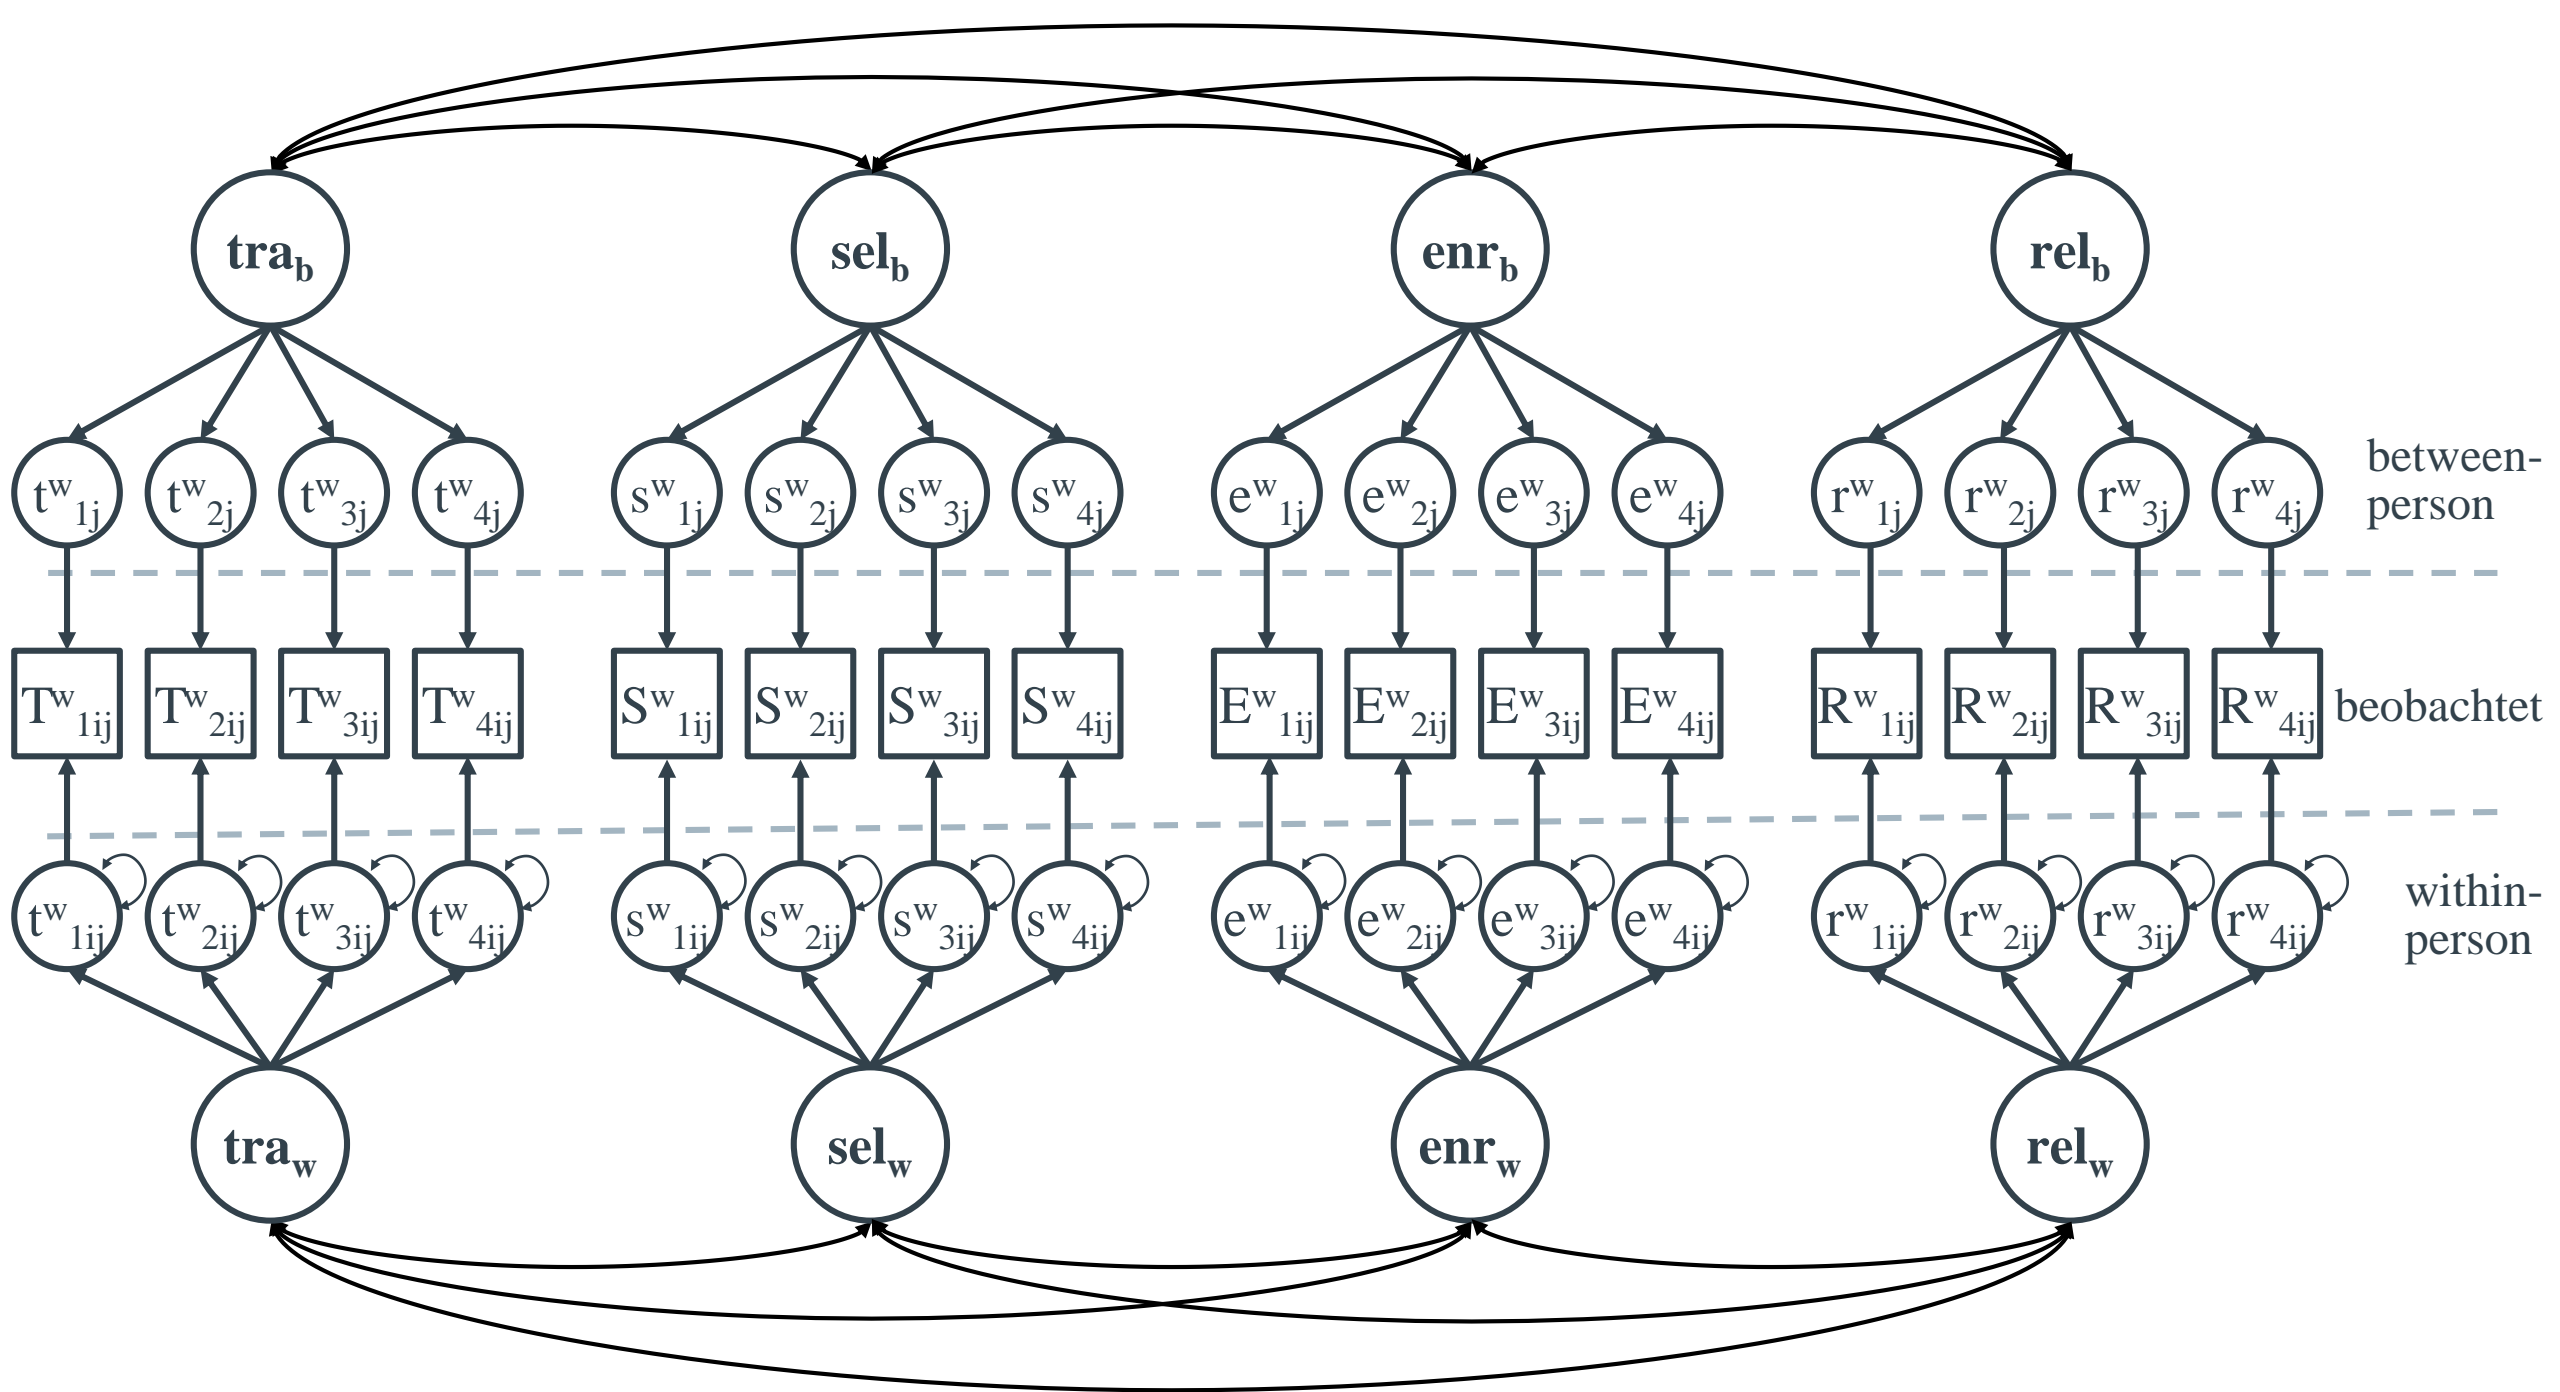 tra_b sel_b enr_b rel_b
t^w_1j t^w_2j t^w_3j t^w_4j s^w_1j s^w_2j s^w_3j s^w_4j e^w_1j e^w_2j e^w_3j e^w_4j r^w_1j r^w_2j r^w_3j r^w_4j
between-
person
T^w_1ij T^w_2ij T^w_3ij T^w_4ij S^w_1ij S^w_2ij S^w_3ij S^w_4ij E^w_1ij E^w_2ij E^w_3ij E^w_4ij R^w_1ij R^w_2ij R^w_3ij R^w_4ij beobachtet
t^w_1ij t^w_2ij t^w_3ij t^w_4ij s^w_1ij s^w_2ij s^w_3ij s^w_4ij e^w_1ij e^w_2ij e^w_3ij e^w_4ij r^w_1ij r^w_2ij r^w_3ij r^w_4ij
within-
person
tra_w sel_w enr_w rel_w